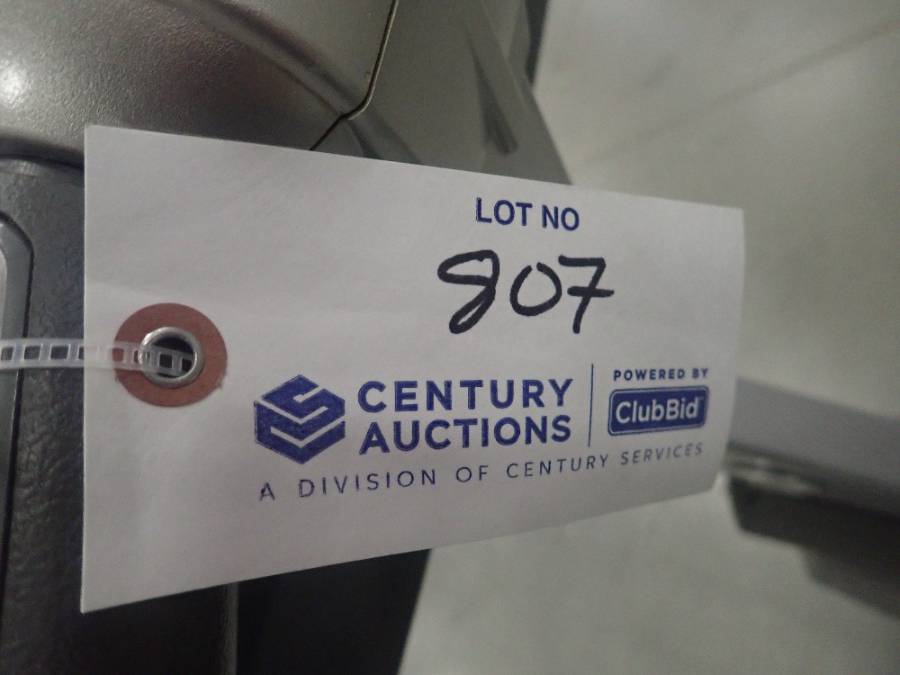 LOT NO
807
CENTURY
AUCTIONS
POWERED BY
ClubBid
A DIVISION OF CENTURY SERVICES